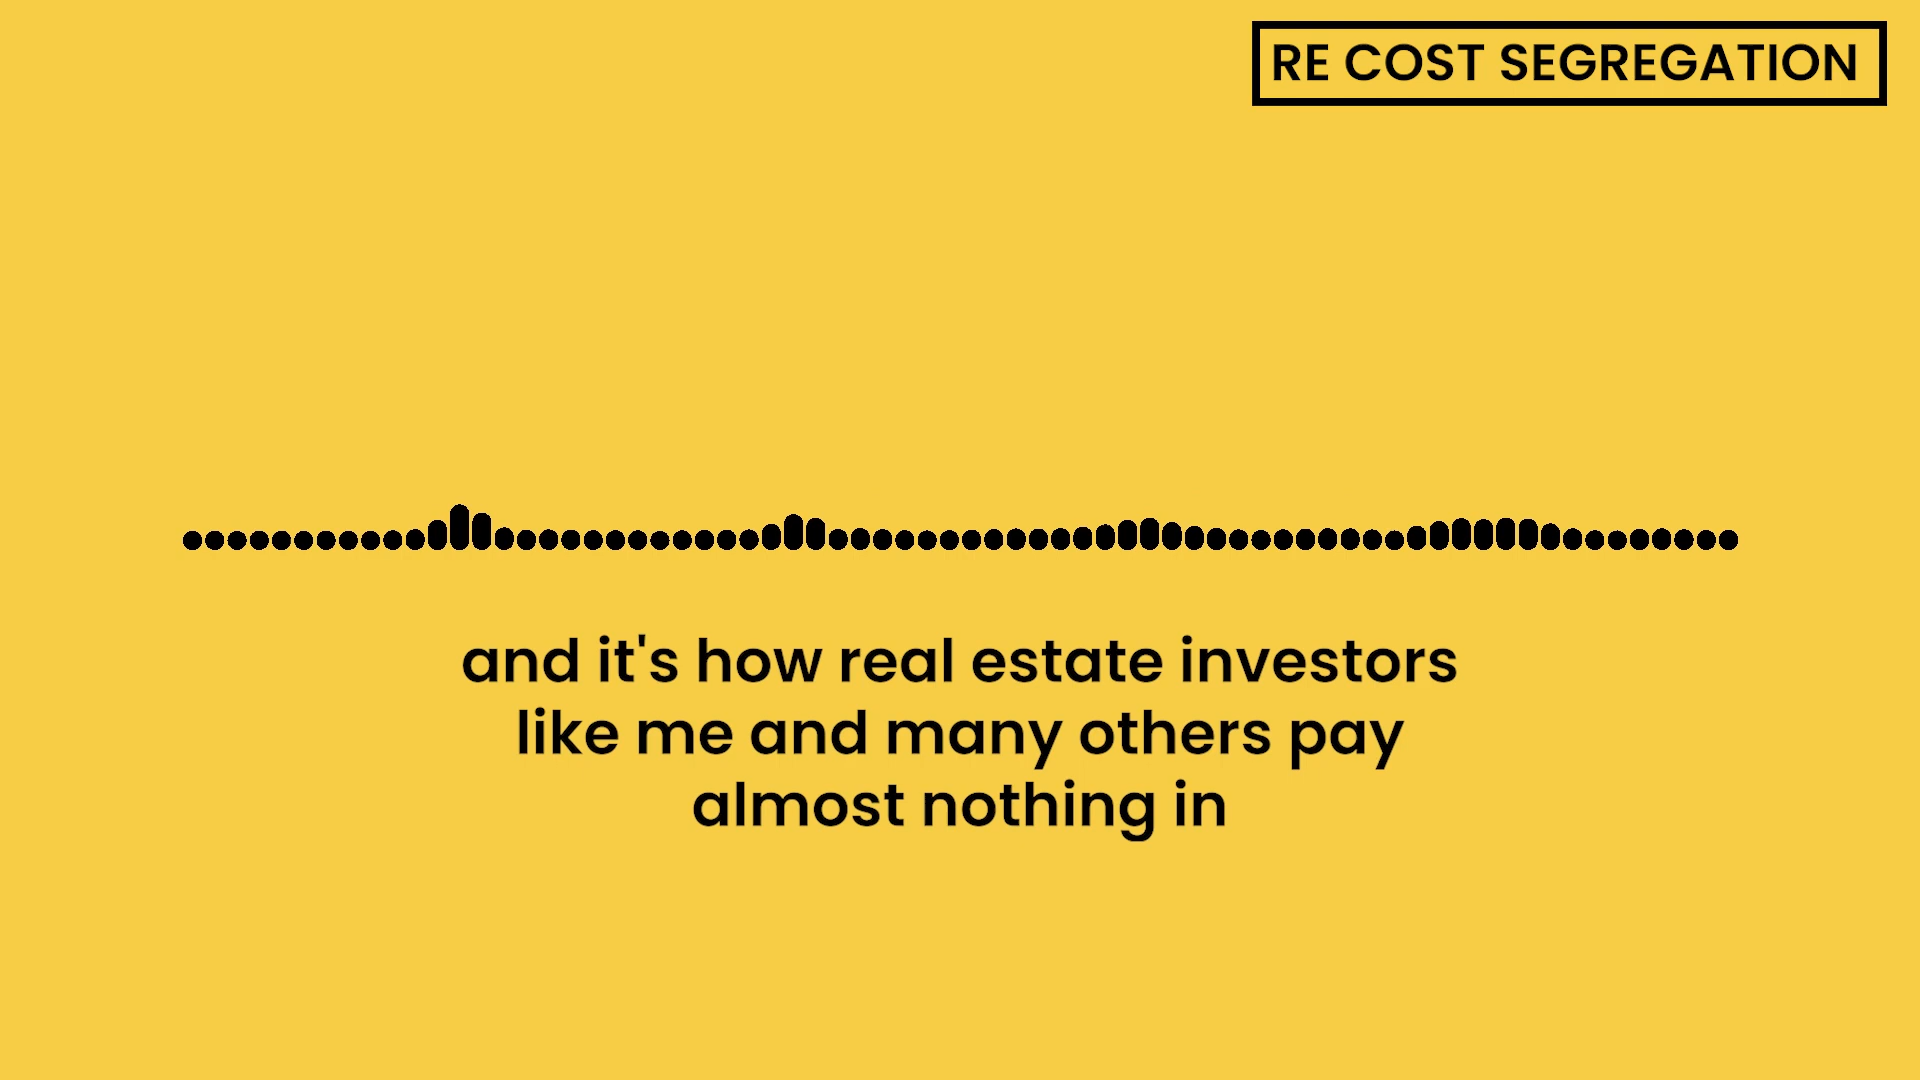 RE COST SEGREGATION
and it's how real estate investors
like me and many others pay
almost nothing in